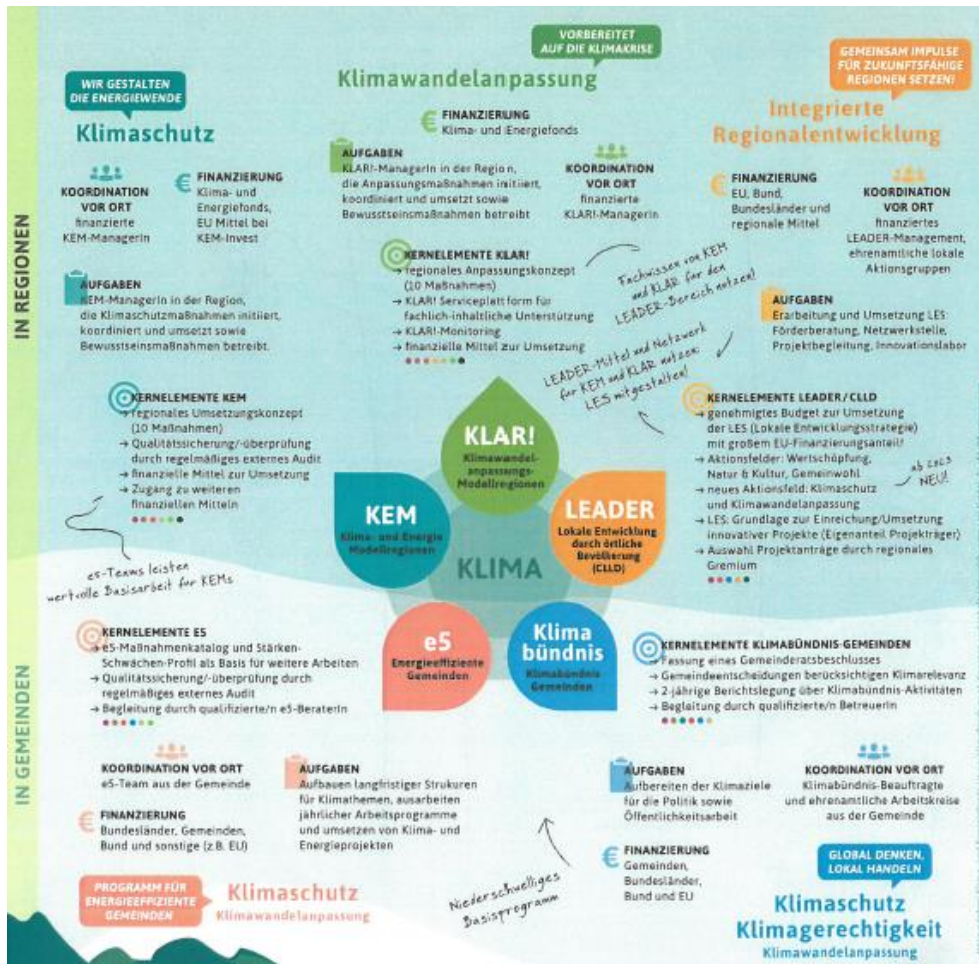 VORBEREITET
AUF DIE KLIMAKRISE
Klimawandelanpassung
GEMEINSAM IMPULSE
FÜR ZUKUNFTSFÄHIGE
REGIONEN SETZEN!
Integrierte
Regionalentwicklung
WIR GESTALTEN
DIE ENERGIEWENDE
Klimaschutz
IN REGIONEN
KOORDINATION
VOR ORT
finanzierte
KEM-ManagerIn
FINANZIERUNG
Klima- und
Energiefonds,
EU Mittel bei
KEM-Invest
AUFGABEN
KEM-ManagerIn in der Region,
die Klimaschutzmaßnahmen initiiert,
koordiniert und umsetzt sowie
Bewusstseinsmaßnahmen betreibt.
KERNELEMENTE KEM
→ regionales Umsetzungskonzept
(10 Maßnahmen)
→ Qualitätssicherung/-überprüfung
durch regelmäßiges externes Audit
→ finanzielle Mittel zur Umsetzung
→ Zugang zu weiteren
finanziellen Mitteln
FINANZIERUNG
Klima- und Energiefonds
AUFGABEN
KLAR!-ManagerIn in der Region,
die Anpassungsmaßnahmen initiiert,
koordiniert und umsetzt sowie
Bewusstseinsmaßnahmen betreibt
KOORDINATION
VOR ORT
finanzierte
KLAR!-ManagerIn
KERNELEMENTE KLAR!
→ regionales Anpassungskonzept
(10 Maßnahmen)
→ KLAR! Serviceplattform für
fachlich-inhaltliche Unterstützung
→ KLAR!-Monitoring
→ finanzielle Mittel zur Umsetzung
Fachwissen von KEM
und KLAR für den
LEADER-Bereich nutzen!
LEADER-Mittel und Netzwerk
für KEM und KLAR nutzen:
LES mitgestalten!
FINANZIERUNG
EU, Bund,
Bundesländer und
regionale Mittel
KOORDINATION
VOR ORT
finanziertes
LEADER-Management,
ehrenamtliche lokale
Aktionsgruppen
AUFGABEN
Erarbeitung und Umsetzung LES:
Förderberatung, Netzwerkstelle,
Projektbegleitung, Innovationslabor
KERNELEMENTE LEADER/CLLD
→ genehmigtes Budget zur Umsetzung
der LES (Lokale Entwicklungsstrategie)
mit großem EU-Finanzierungsanteil!
→ Aktionsfelder: Wertschöpfung,
Natur & Kultur, Gemeinwohl
→ neues Aktionsfeld: Klimaschutz
und Klimawandelanpassung
→ LES: Grundlage zur Einreichung/Umsetzung
innovativer Projekte (Eigenanteil Projekträger)
→ Auswahl Projektanträge durch regionales
Gremium
ab 2023
NEU!
KLAR!
Klimawandel-
anpassungs-
Modellregionen
KEM
Klima- und Energie
Modellregionen
LEADER
Lokale Entwicklung
durch örtliche
Bevölkerung
(CLLD)
KLIMA
e5
Energieeffiziente
Gemeinden
Klima
bündnis
Klimabündnis
Gemeinden
e5-Teams leisten
wertvolle Basisarbeit für KEMs
IN GEMEINDEN
KERNELEMENTE E5
→ e5-Maßnahmenkatalog und Stärken-
Schwächen-Profil als Basis für weitere Arbeiten
→ Qualitätssicherung/-überprüfung durch
regelmäßiges externes Audit
→ Begleitung durch qualifizierte/n e5-BeraterIn
KOORDINATION VOR ORT
e5-Team aus der Gemeinde
FINANZIERUNG
Bundesländer, Gemeinden,
Bund und sonstige (z.B. EU)
AUFGABEN
Aufbauen langfristiger Strukuren
für Klimathemen, ausarbeiten
jährlicher Arbeitsprogramme
und umsetzen von Klima- und
Energieprojekten
PROGRAMM FÜR
ENERGIEEFFIZIENTE
GEMEINDEN
Klimaschutz
Klimawandelanpassung
KERNELEMENTE KLIMABÜNDNIS-GEMEINDEN
→ Fassung eines Gemeinderatsbeschlusses
→ Gemeindeentscheidungen berücksichtigen Klimarelevanz
→ 2-jährige Berichtslegung über Klimabündnis-Aktivitäten
→ Begleitung durch qualifizierte/n BetreuerIn
AUFGABEN
Aufbereiten der Klimaziele
für die Politik sowie
Öffentlichkeitsarbeit
KOORDINATION VOR ORT
Klimabündnis-Beauftragte
und ehrenamtliche Arbeitskreise
aus der Gemeinde
FINANZIERUNG
Gemeinden,
Bundesländer,
Bund und EU
Niederschwelliges
Basisprogramm
GLOBAL DENKEN,
LOKAL HANDELN
Klimaschutz
Klimagerechtigkeit
Klimawandelanpassung